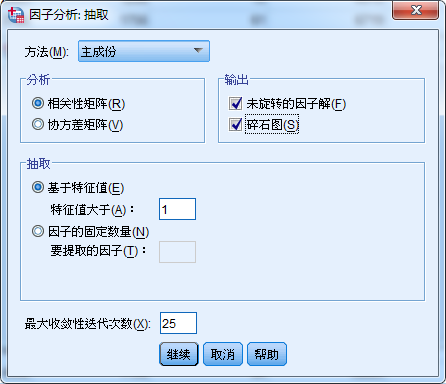 因子分析: 抽取
方法(M):
主成份
分析
相关性矩阵(R)
协方差矩阵(V)
输出
未旋转的因子解(F)
碎石图(S)
抽取
基于特征值(E)
特征值大于(A)：
1
因子的固定数量(N)
要提取的因子(T)：
最大收敛性迭代次数(X):
25
继续
取消
帮助